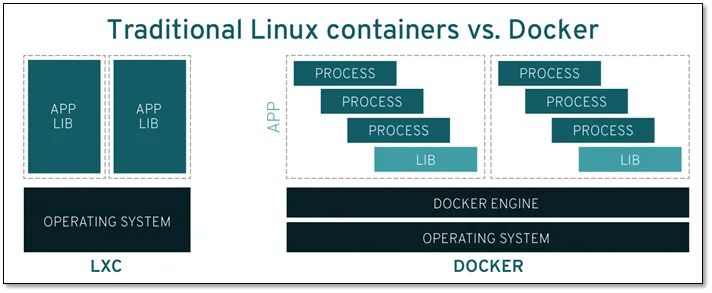 Traditional Linux containers vs. Docker
APP
LIB
APP
LIB
OPERATING SYSTEM
LXC
APP
PROCESS
PROCESS
PROCESS
LIB
PROCESS
PROCESS
PROCESS
LIB
DOCKER ENGINE
OPERATING SYSTEM
DOCKER